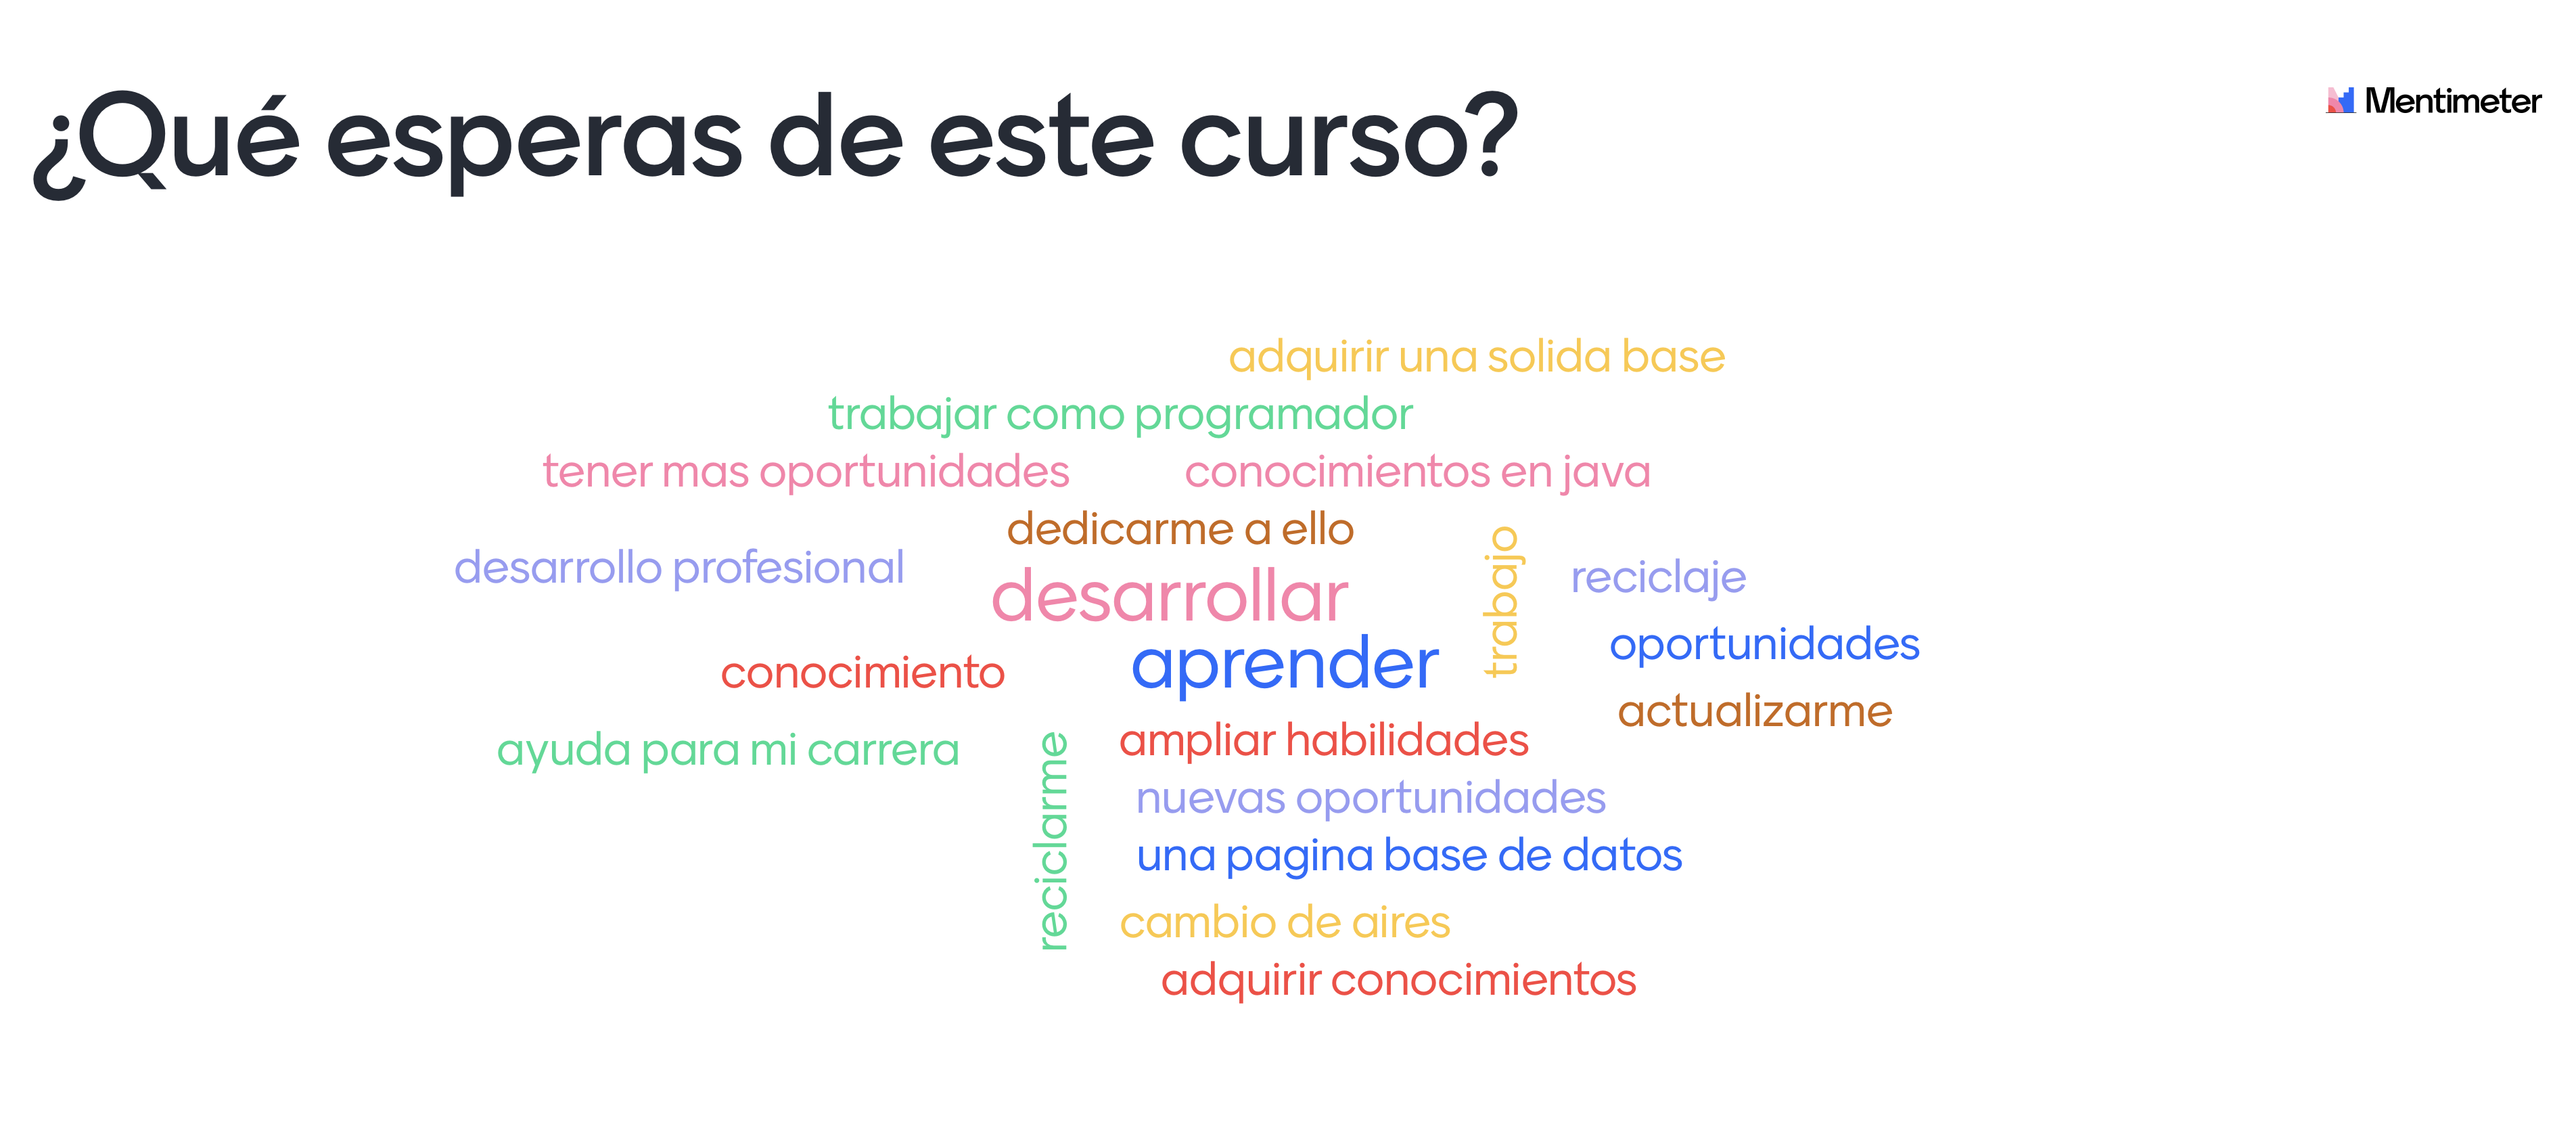 ¿Qué esperas de este curso?
Mentimeter
adquirir una solida base
trabajar como programador
tener mas oportunidades
conocimientos en java
dedicarme a ello
trabajo
desarrollo profesional
desarrollar
reciclaje
aprender
oportunidades
conocimiento
actualizarme
ayuda para mi carrera
reciclarme
ampliar habilidades
nuevas oportunidades
una pagina base de datos
cambio de aires
adquirir conocimientos